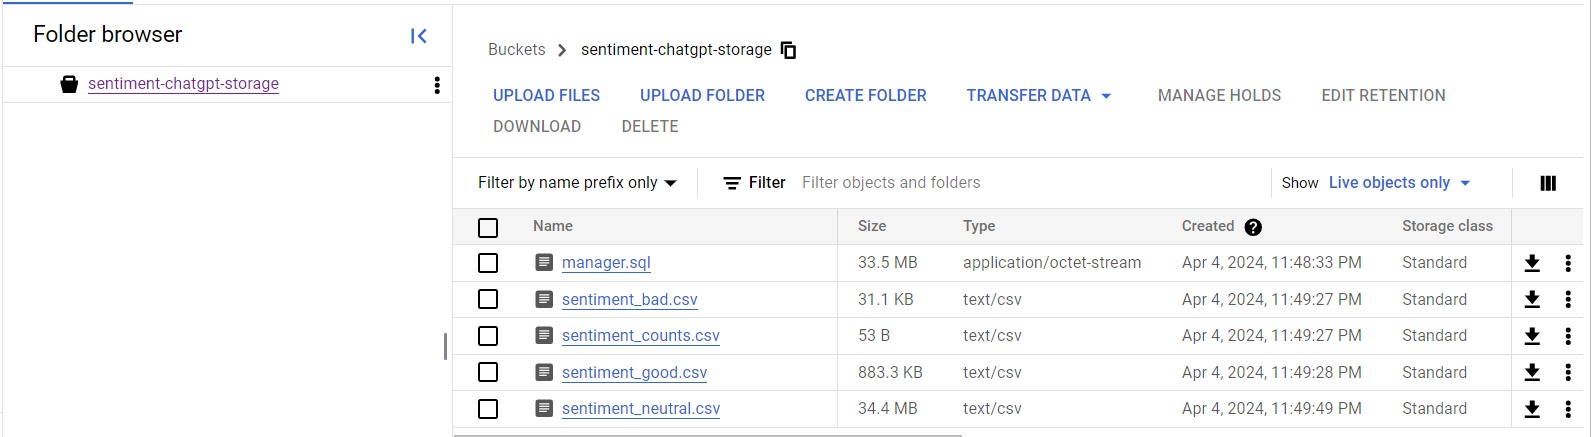 Folder browser
sentiment-chatgpt-storage
Buckets > sentiment-chatgpt-storage
UPLOAD FILES UPLOAD FOLDER CREATE FOLDER TRANSFER DATA MANAGE HOLDS EDIT RETENTION
DOWNLOAD DELETE
Filter by name prefix only Filter Filter objects and folders Show Live objects only
Name Size Type Created ? Storage class
manager.sql 33.5 MB application/octet-stream Apr 4, 2024, 11:48:33 PM Standard
sentiment_bad.csv 31.1 KB text/csv Apr 4, 2024, 11:49:27 PM Standard
sentiment_counts.csv 53 B text/csv Apr 4, 2024, 11:49:27 PM Standard
sentiment_good.csv 883.3 KB text/csv Apr 4, 2024, 11:49:28 PM Standard
sentiment_neutral.csv 34.4 MB text/csv Apr 4, 2024, 11:49:49 PM Standard